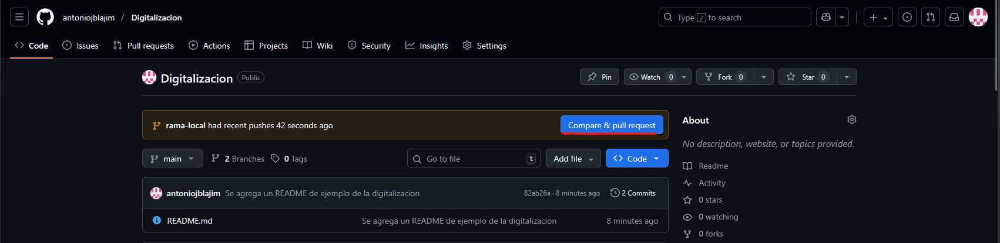 antoniojblajim / Digitalizacion
Type / to search
Code Issues Pull requests Actions Projects Wiki Security Insights Settings
Digitalizacion Public
Pin Watch 0 Fork 0 Star 0
rama-local had recent pushes 42 seconds ago
Compare & pull request
main 2 Branches 0 Tags
Go to file t
Add file
Code
antoniojblajim Se agrega un README de ejemplo de la digitalizacion 82ab26a · 8 minutes ago 2 Commits
README.md Se agrega un README de ejemplo de la digitalizacion 8 minutes ago
About
No description, website, or topics provided.
Readme
Activity
0 stars
0 watching
0 forks